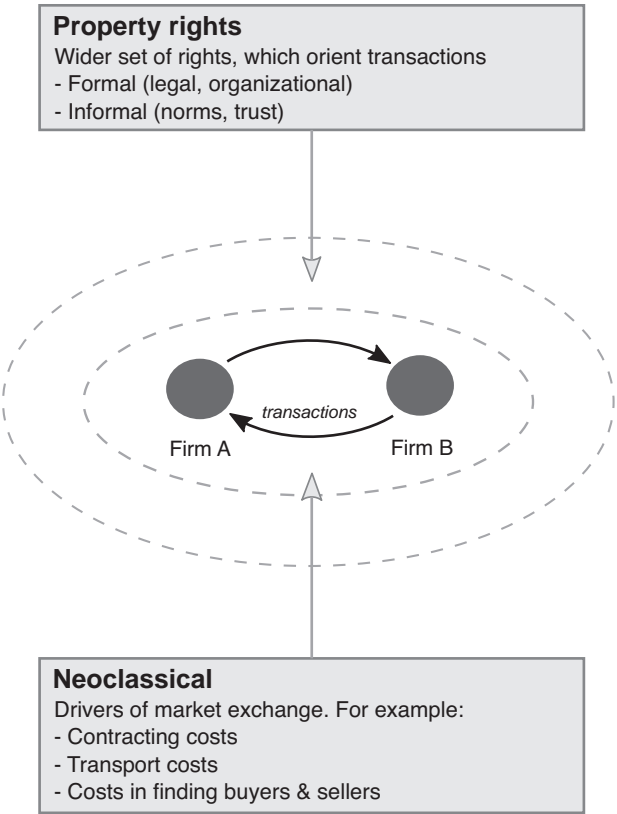 Property rights
Wider set of rights, which orient transactions
- Formal (legal, organizational)
- Informal (norms, trust)
transactions
Firm A
Firm B
Neoclassical
Drivers of market exchange. For example:
- Contracting costs
- Transport costs
- Costs in finding buyers & sellers